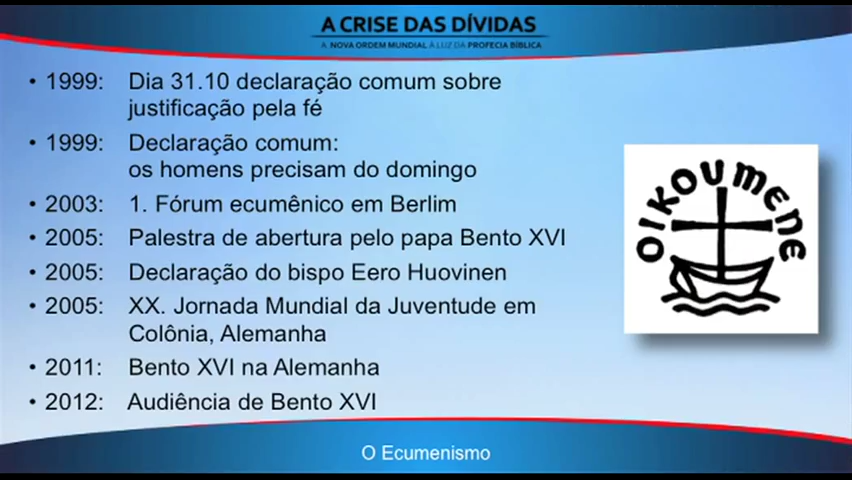 A CRISE DAS DÍVIDAS
A NOVA ORDEM MUNDIAL À LUZ DA PROFECIA BÍBLICA
• 1999: Dia 31.10 declaração comum sobre
justificação pela fé
• 1999: Declaração comum:
os homens precisam do domingo
• 2003: 1. Fórum ecumênico em Berlim
• 2005: Palestra de abertura pelo papa Bento XVI
• 2005: Declaração do bispo Eero Huovinen
• 2005: XX. Jornada Mundial da Juventude em
Colônia, Alemanha
• 2011: Bento XVI na Alemanha
• 2012: Audiência de Bento XVI
OIKOUMENE
O Ecumenismo